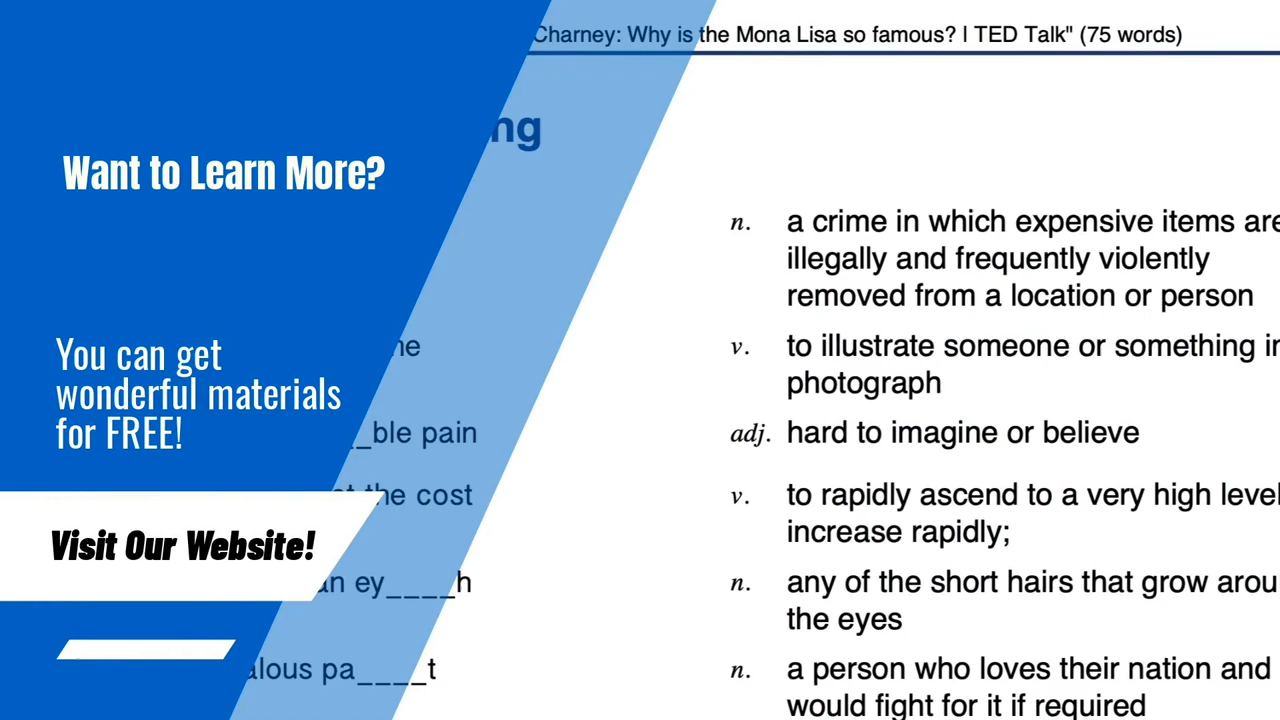 Charney: Why is the Mona Lisa so famous? | TED Talk" (75 words)
ng
Want to Learn More?
You can get
wonderful materials
for FREE!
Visit Our Website!
ne
_ble pain
t the cost
an ey____h
alous pa____t
n. a crime in which expensive items are
illegally and frequently violently
removed from a location or person
v. to illustrate someone or something in
photograph
adj. hard to imagine or believe
v. to rapidly ascend to a very high level
increase rapidly;
n. any of the short hairs that grow arou
the eyes
n. a person who loves their nation and
would fight for it if required